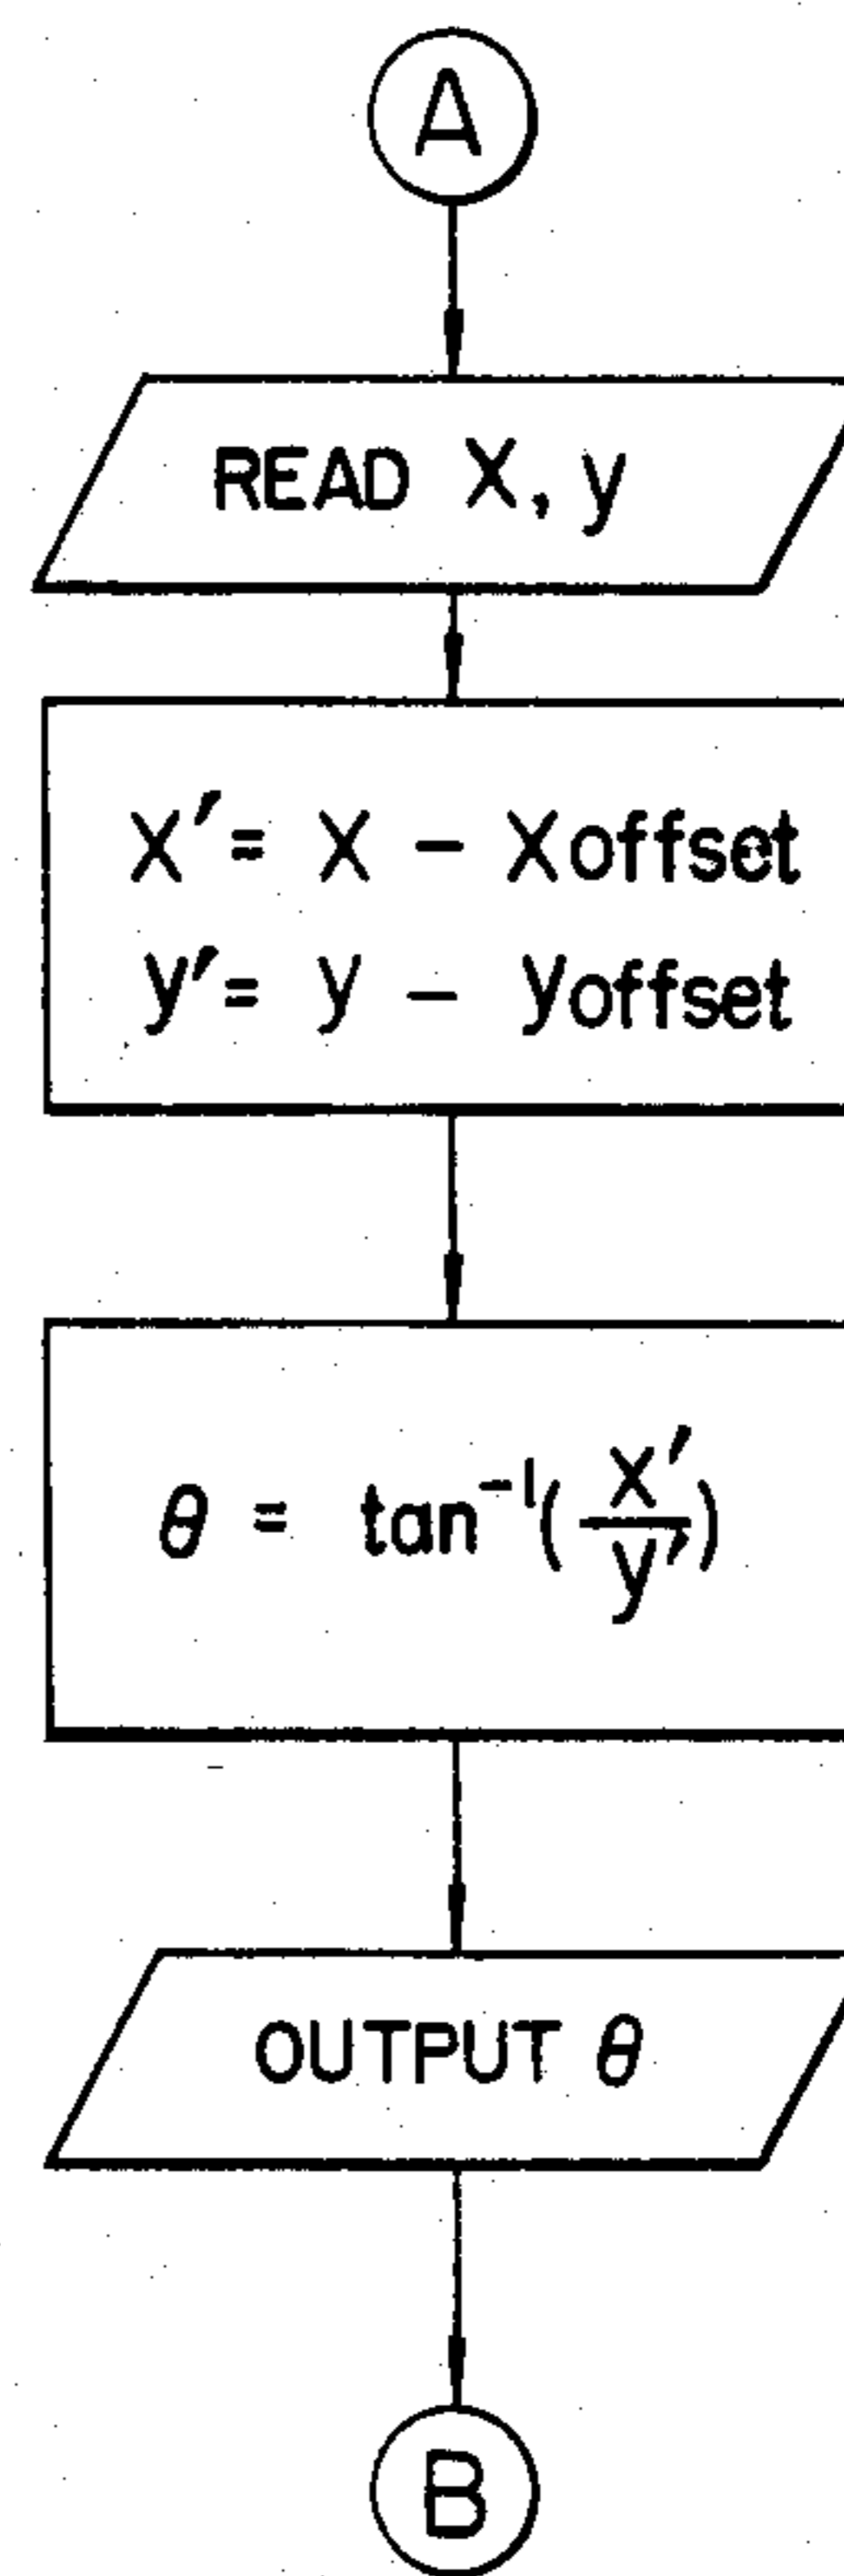 A
READ X, y
X′= X − Xoffset
y′= y − yoffset
θ = tan⁻¹(x′/y′)
OUTPUT θ
B